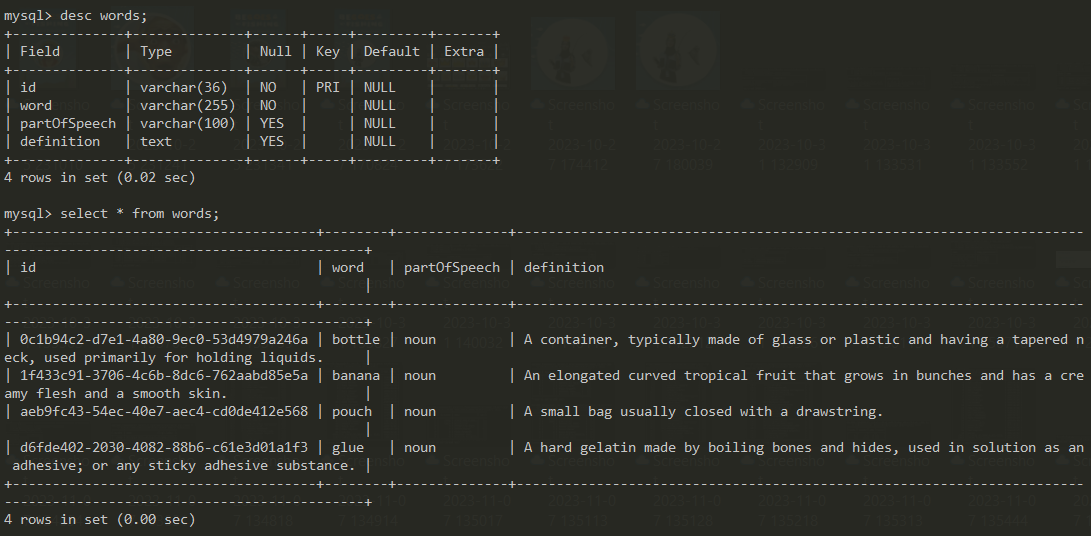 mysql> desc words;
+--------------+--------------+------+-----+---------+-------+
| Field        | Type         | Null | Key | Default | Extra |
+--------------+--------------+------+-----+---------+-------+
| id           | varchar(36)  | NO   | PRI | NULL    |       |
| word         | varchar(255) | NO   |     | NULL    |       |
| partOfSpeech | varchar(100) | YES  |     | NULL    |       |
| definition   | text         | YES  |     | NULL    |       |
+--------------+--------------+------+-----+---------+-------+
4 rows in set (0.02 sec)
mysql> select * from words;
+--------------------------------------+--------+--------------+-----------------------------------------------------------------------
---------------------------------------------+
| id                                   | word   | partOfSpeech | definition
                                             |
+--------------------------------------+--------+--------------+-----------------------------------------------------------------------
---------------------------------------------+
| 0c1b94c2-d7e1-4a80-9ec0-53d4979a246a | bottle | noun         | A container, typically made of glass or plastic and having a tapered n
eck, used primarily for holding liquids.     |
| 1f433c91-3706-4c6b-8dc6-762aabd85e5a | banana | noun         | An elongated curved tropical fruit that grows in bunches and has a cre
amy flesh and a smooth skin.                 |
| aeb9fc43-54ec-40e7-aec4-cd0de412e568 | pouch  | noun         | A small bag usually closed with a drawstring.
                                             |
| d6fde402-2030-4082-88b6-c61e3d01a1f3 | glue   | noun         | A hard gelatin made by boiling bones and hides, used in solution as an
 adhesive; or any sticky adhesive substance. |
+--------------------------------------+--------+--------------+-----------------------------------------------------------------------
---------------------------------------------+
4 rows in set (0.00 sec)